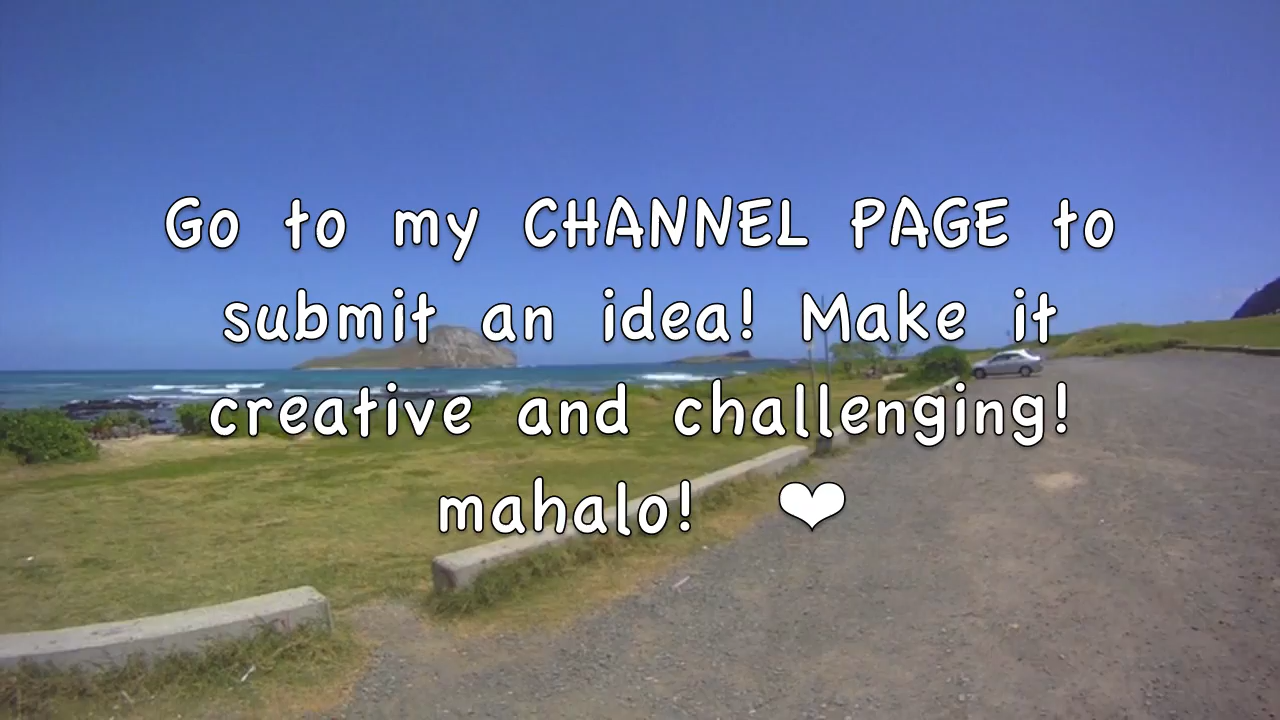 Go to my CHANNEL PAGE to
submit an idea! Make it
creative and challenging!
mahalo! ❤